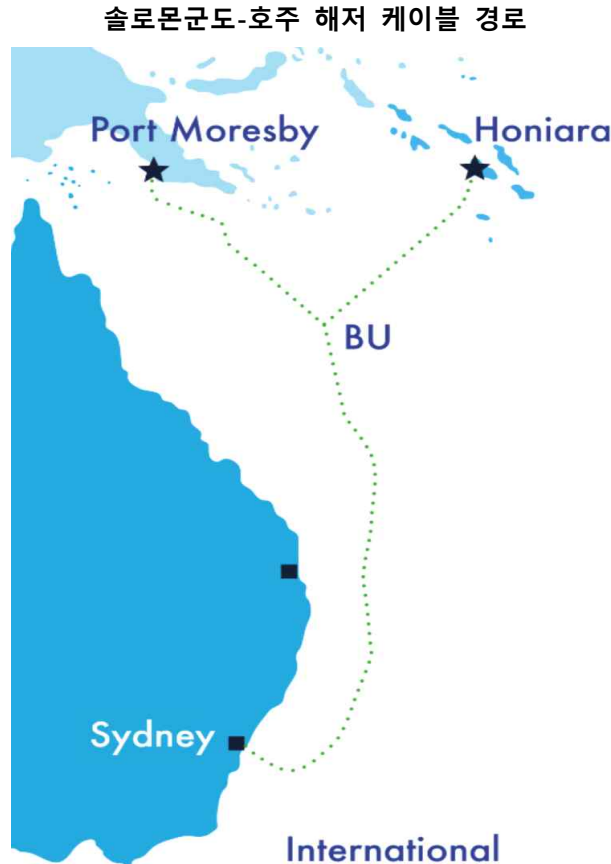 솔로몬군도-호주 해저 케이블 경로
Port Moresby
Honiara
BU
Sydney
International